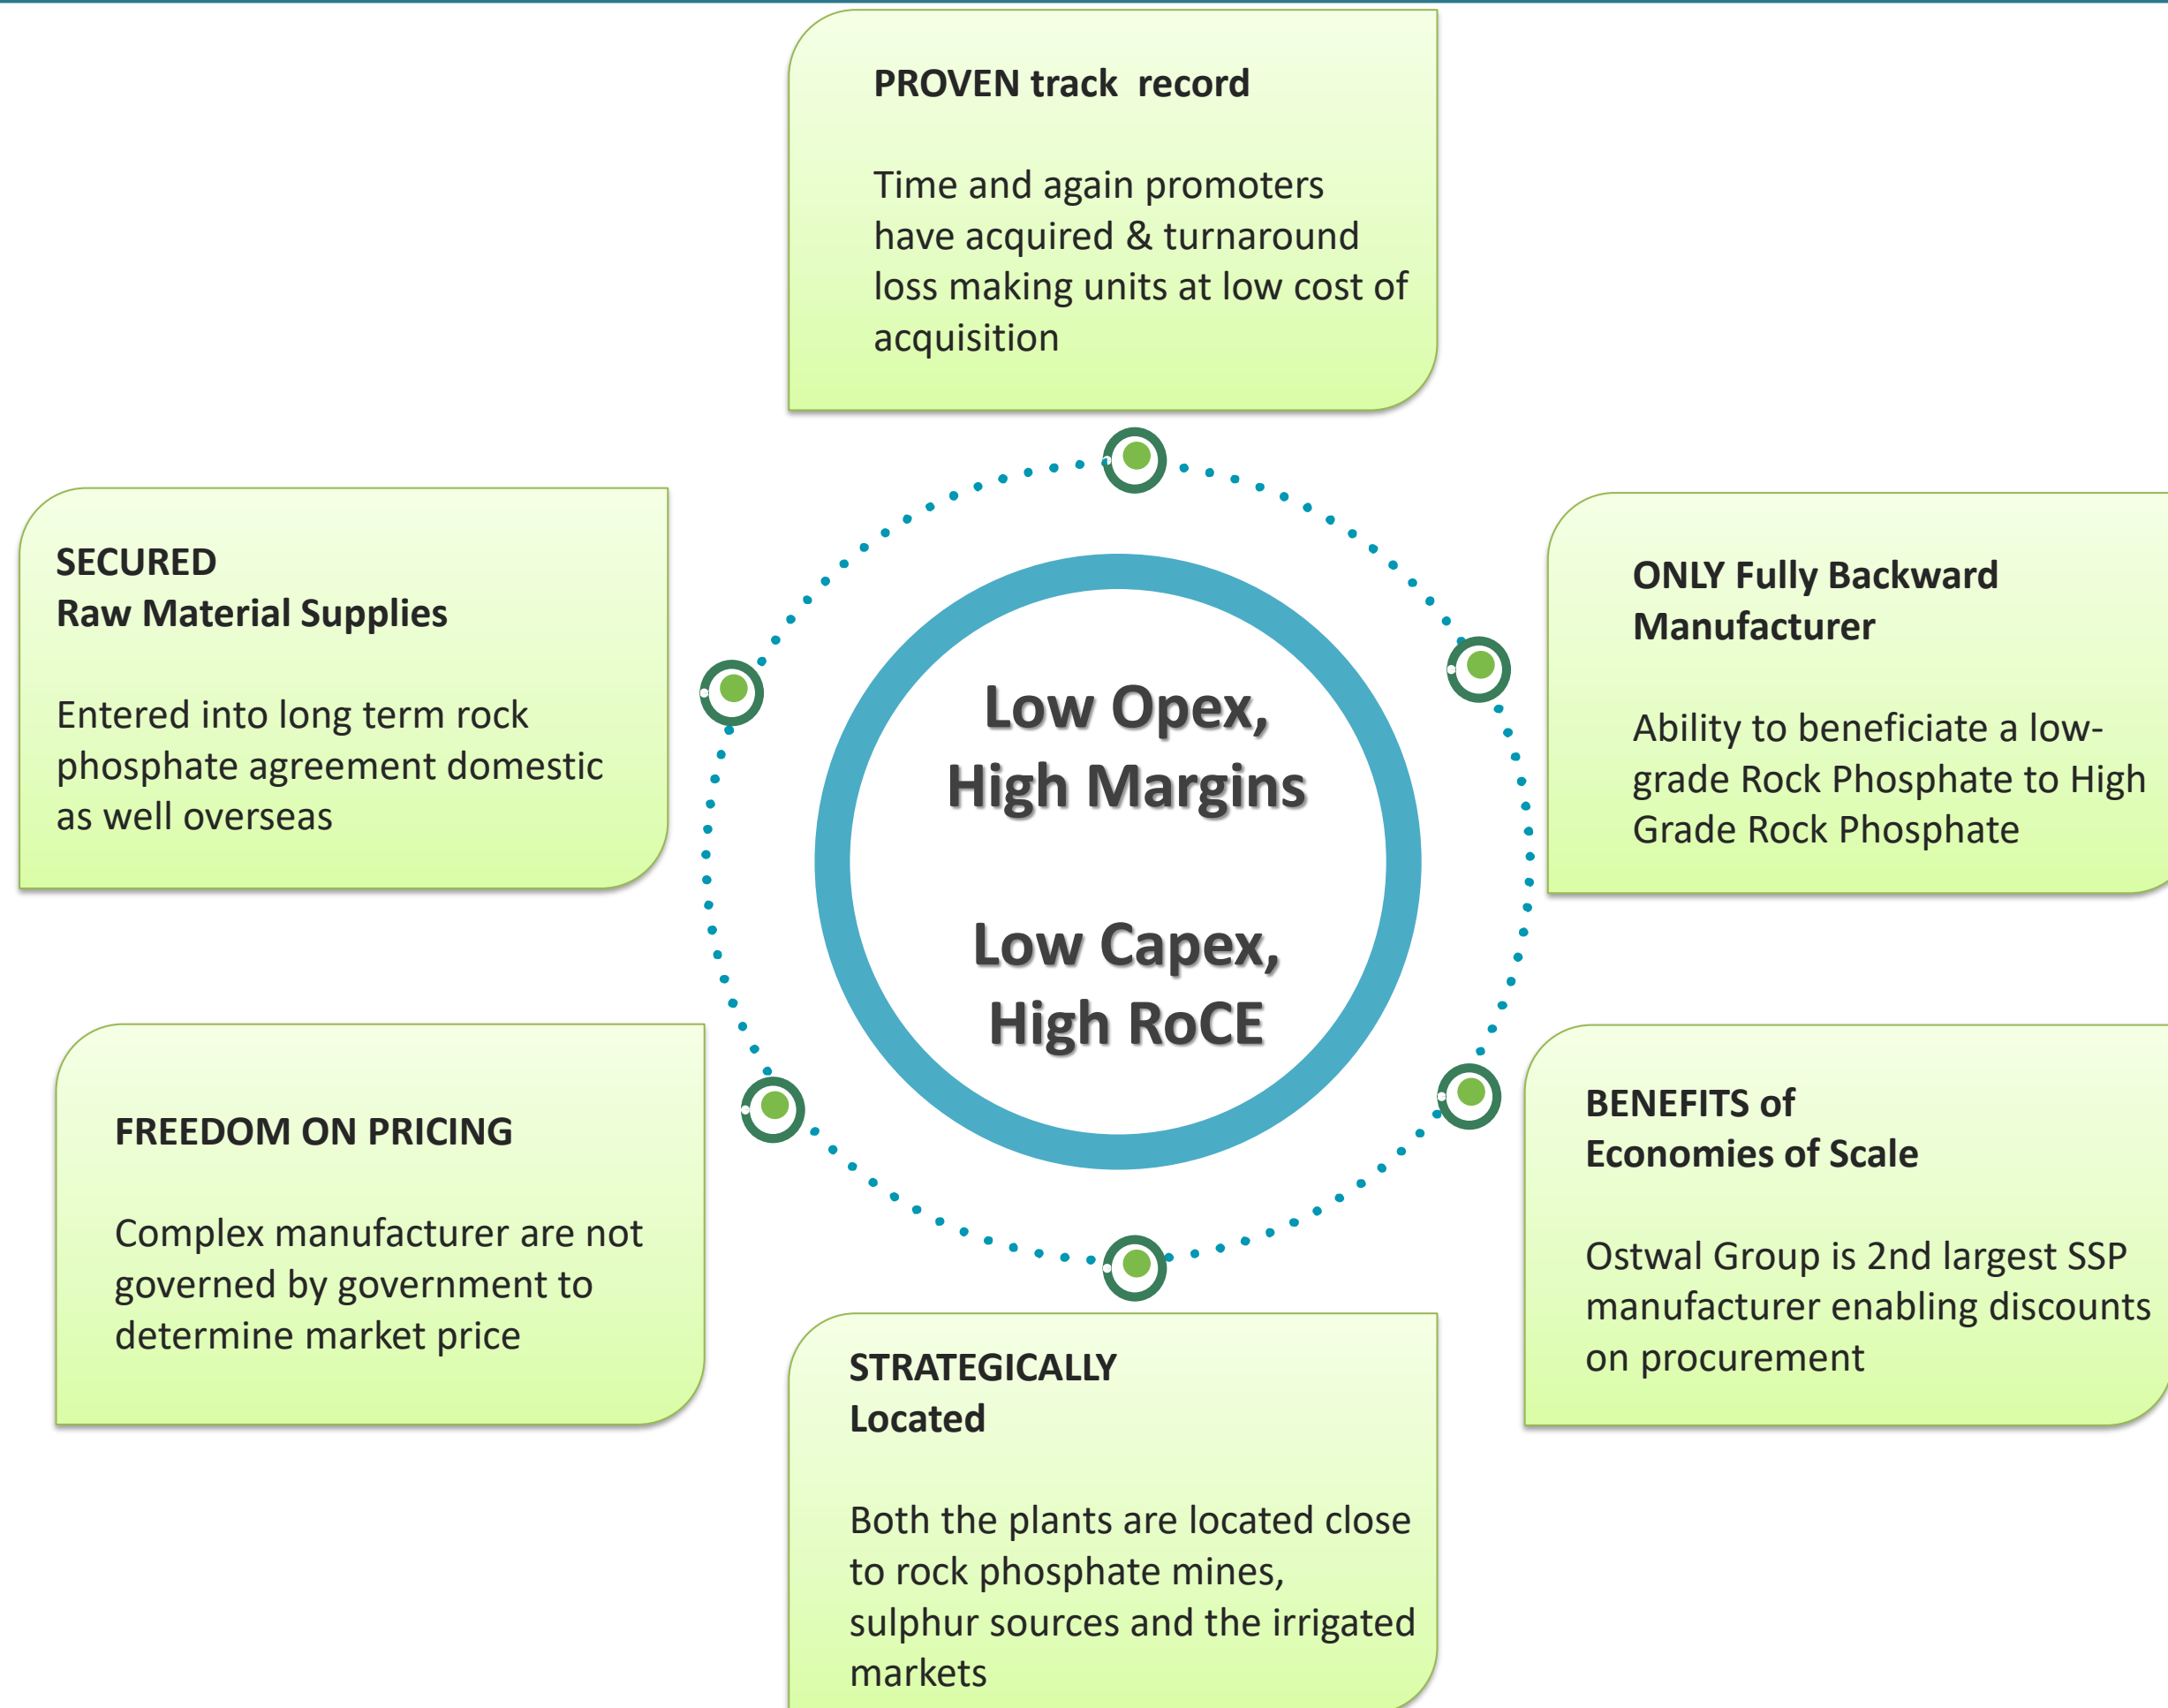 PROVEN track record
Time and again promoters
have acquired & turnaround
loss making units at low cost of
acquisition
SECURED
Raw Material Supplies
Entered into long term rock
phosphate agreement domestic
as well overseas
ONLY Fully Backward
Manufacturer
Ability to beneficiate a low-
grade Rock Phosphate to High
Grade Rock Phosphate
Low Opex,
High Margins
Low Capex,
High RoCE
FREEDOM ON PRICING
Complex manufacturer are not
governed by government to
determine market price
BENEFITS of
Economies of Scale
Ostwal Group is 2nd largest SSP
manufacturer enabling discounts
on procurement
STRATEGICALLY
Located
Both the plants are located close
to rock phosphate mines,
sulphur sources and the irrigated
markets